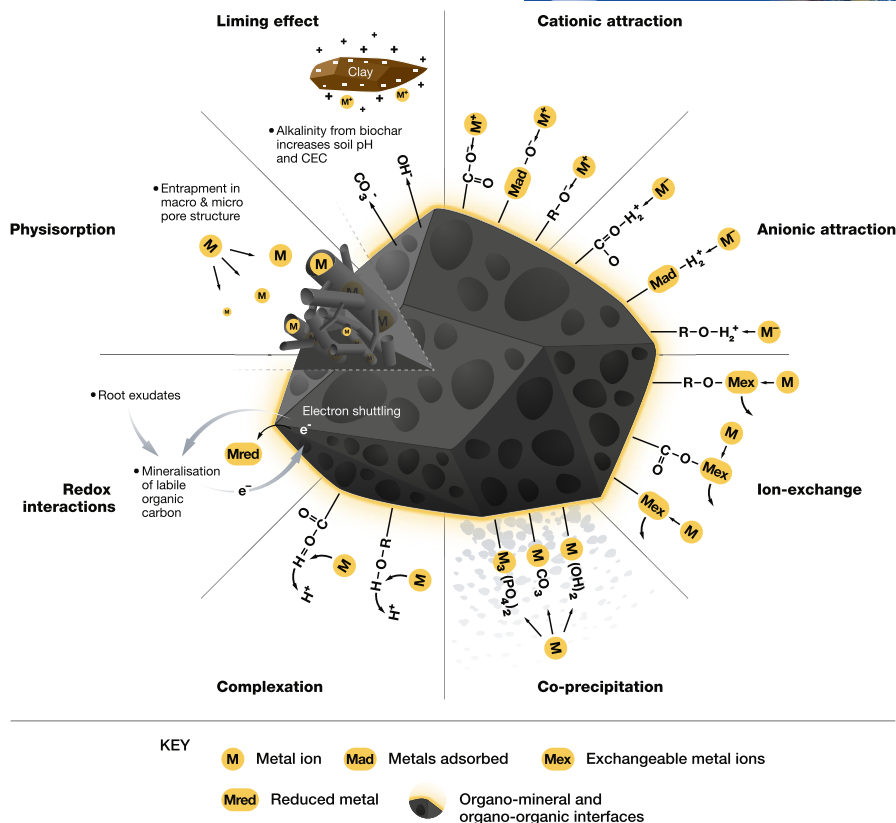 Liming effect
Cationic attraction
Clay
M⁺
M⁺
• Alkalinity from biochar
increases soil pH
and CEC
CO₃⁻
OH⁻
• Entrapment in
macro & micro
pore structure
Physisorption
M
M
M
M
M
M
M
M
M
C
O
O⁻
M⁺
Mad
O⁻
M⁺
R–O⁻
M⁺
C
O
O–H₂⁺
M⁻
Anionic attraction
Mad
–H₂⁺
M⁻
R–O–H₂⁺
M⁻
R–O–
Mex
M
C
O
O
Mex
M
Mex
M
Ion-exchange
• Root exudates
Electron shuttling
e⁻
Mred
• Mineralisation
of labile
organic
carbon
e⁻
Redox
interactions
O
C
H=O
M
H⁺
H–O–R
M
H⁺
M₃ (PO₄)₂
M CO₃
M (OH)₂
M
Complexation
Co-precipitation
KEY
M Metal ion
Mad Metals adsorbed
Mex Exchangeable metal ions
Mred Reduced metal
Organo-mineral and
organo-organic interfaces